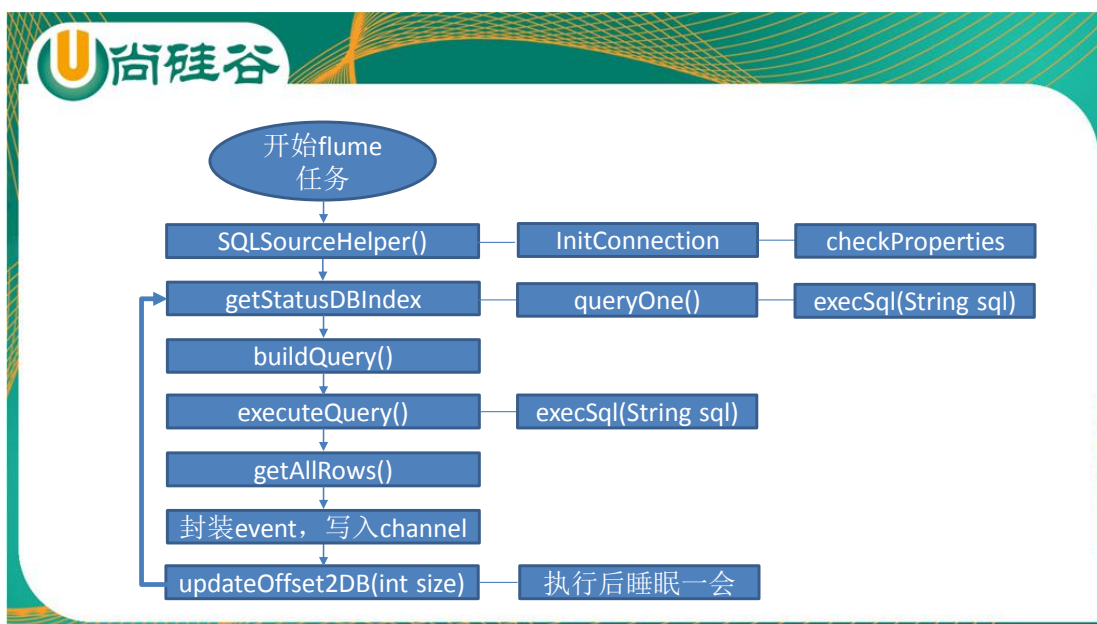 U尚硅谷
开始flume
任务
SQLSourceHelper() InitConnection checkProperties
getStatusDBIndex queryOne() execSql(String sql)
buildQuery()
executeQuery() execSql(String sql)
getAllRows()
封装event，写入channel
updateOffset2DB(int size) 执行后睡眠一会